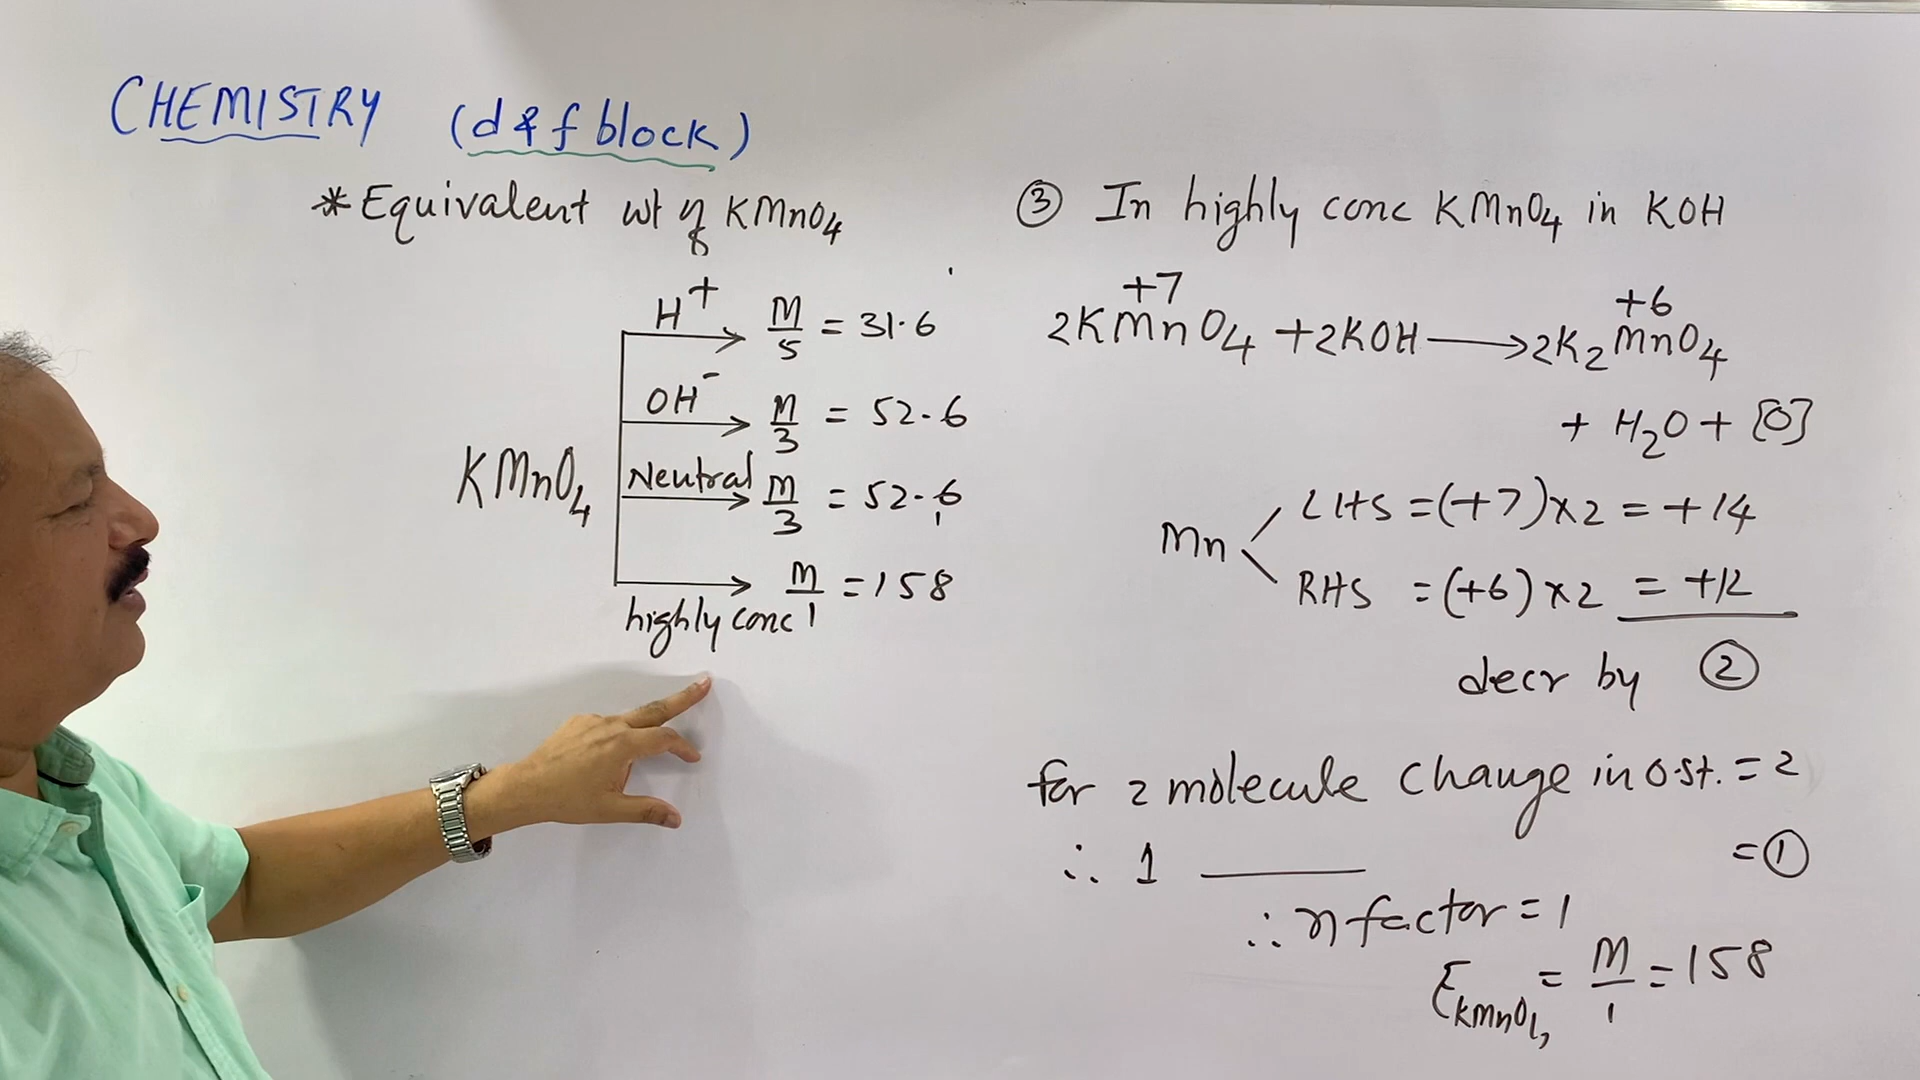 CHEMISTRY (d & f block)
* Equivalent wt of KMnO4
KMnO4
H+ → M/5 = 31.6
OH- → M/3 = 52.6
Neutral → M/3 = 52.6
highly conc → M/1 = 158
③ In highly conc KMnO4 in KOH
+7 +6
2KMnO4 + 2KOH → 2K2MnO4
+ H2O + [O]
Mn
LHS = (+7) × 2 = +14
RHS = (+6) × 2 = +12
decr by ②
for 2 molecule change in o.st. = 2
∴ 1 ——— = ①
∴ n factor = 1
E KMnO4 = M/1 = 158